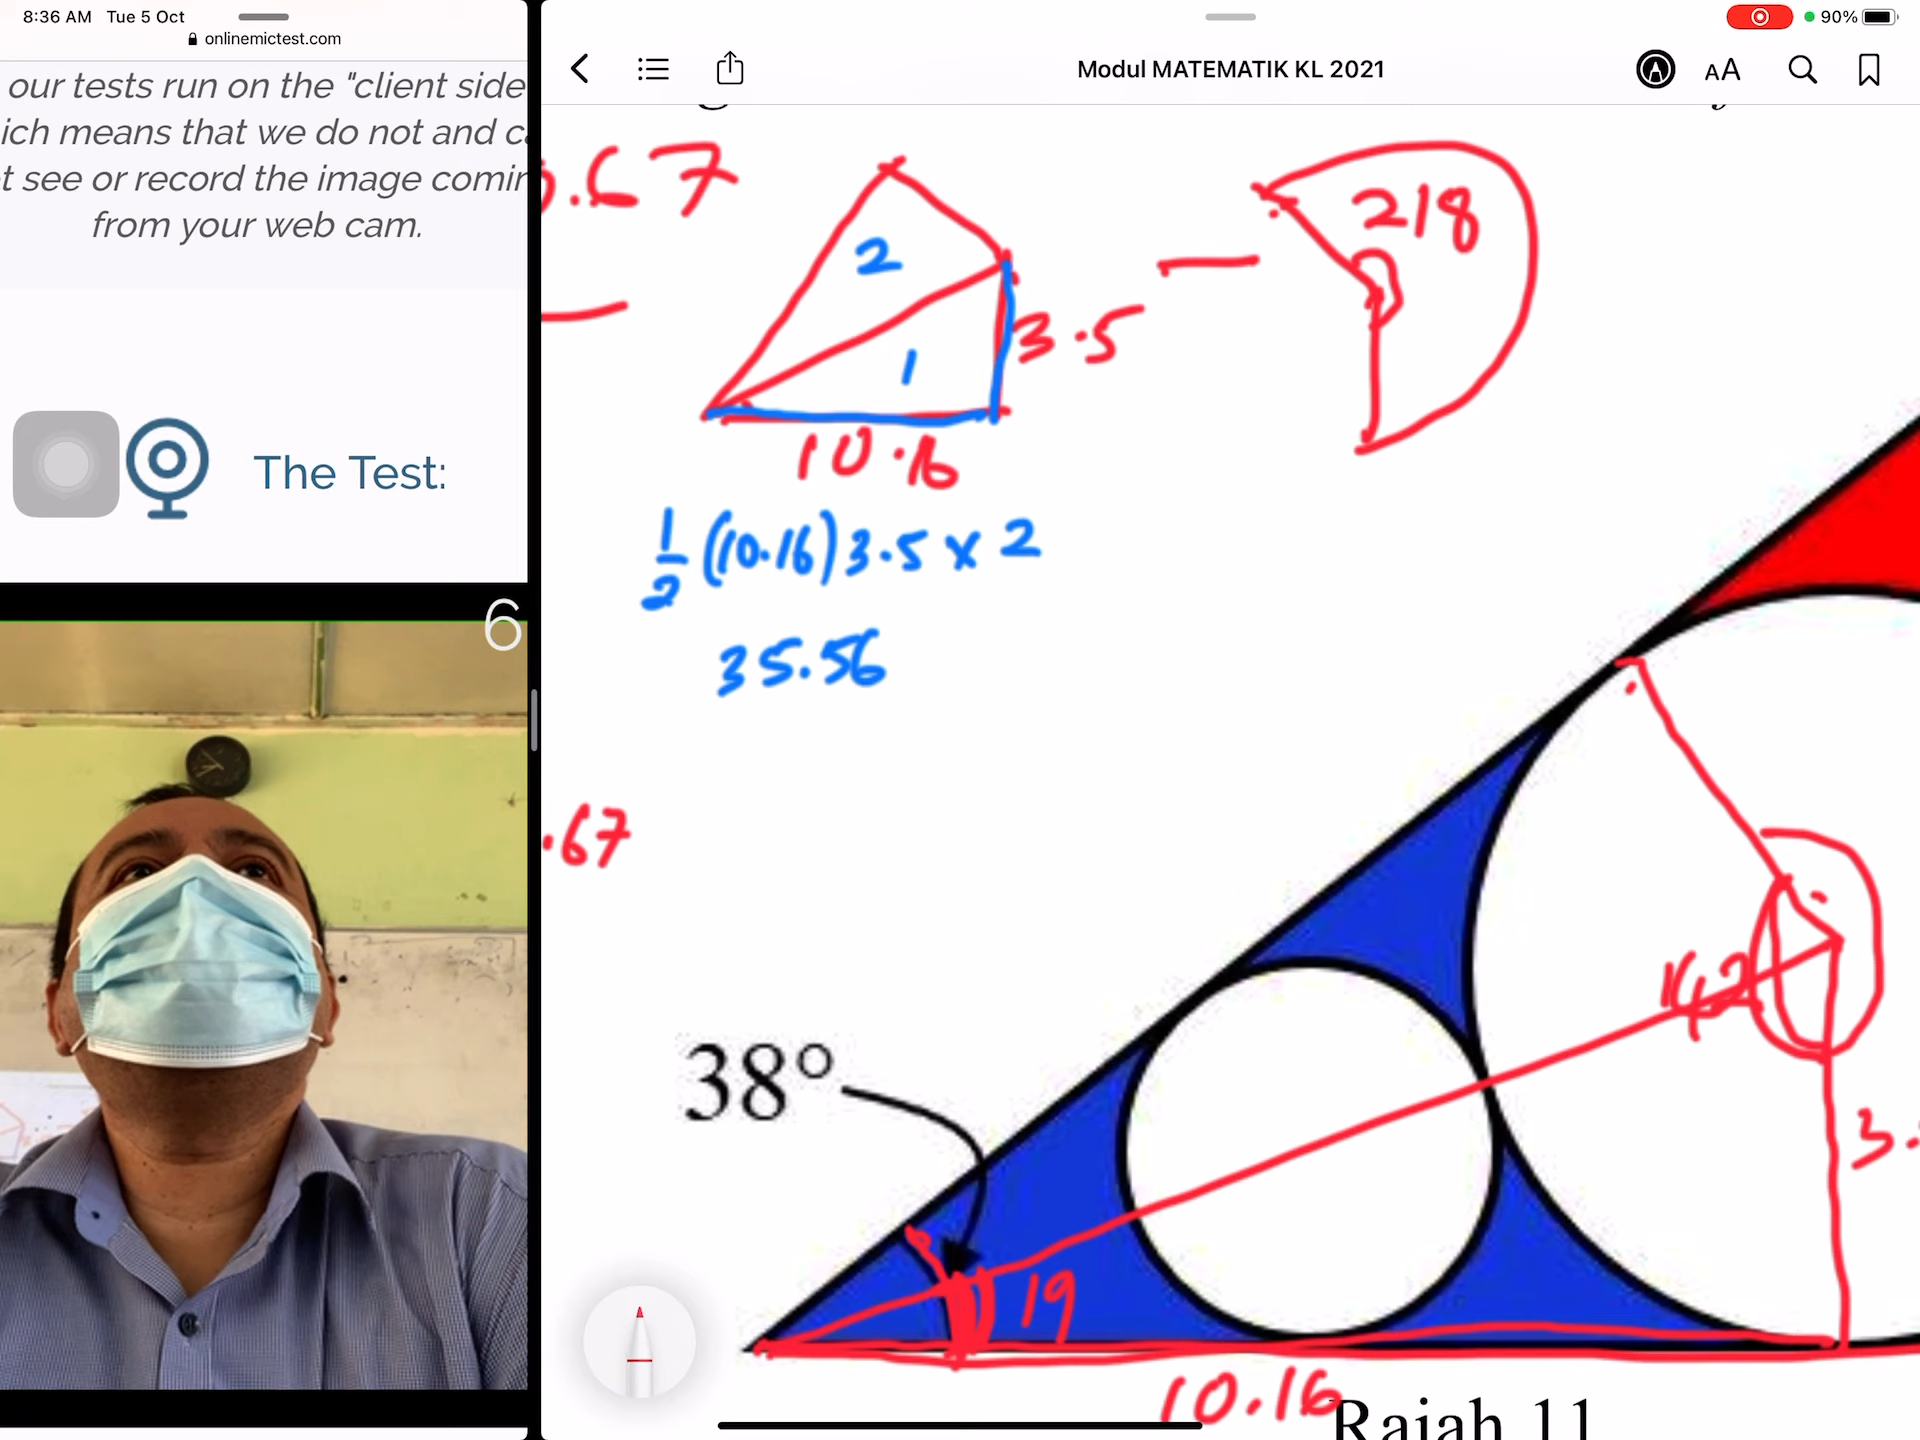 8:36 AM Tue 5 Oct
onlinemictest.com
our tests run on the "client side
ich means that we do not and c
t see or record the image comin
from your web cam.
The Test:
6
90%
Modul MATEMATIK KL 2021
AA
.67
2
1
3.5
10.16
218
½(10.16)3.5 x 2
35.56
.67
38°
142
19
3.
10.16
Rajah 11